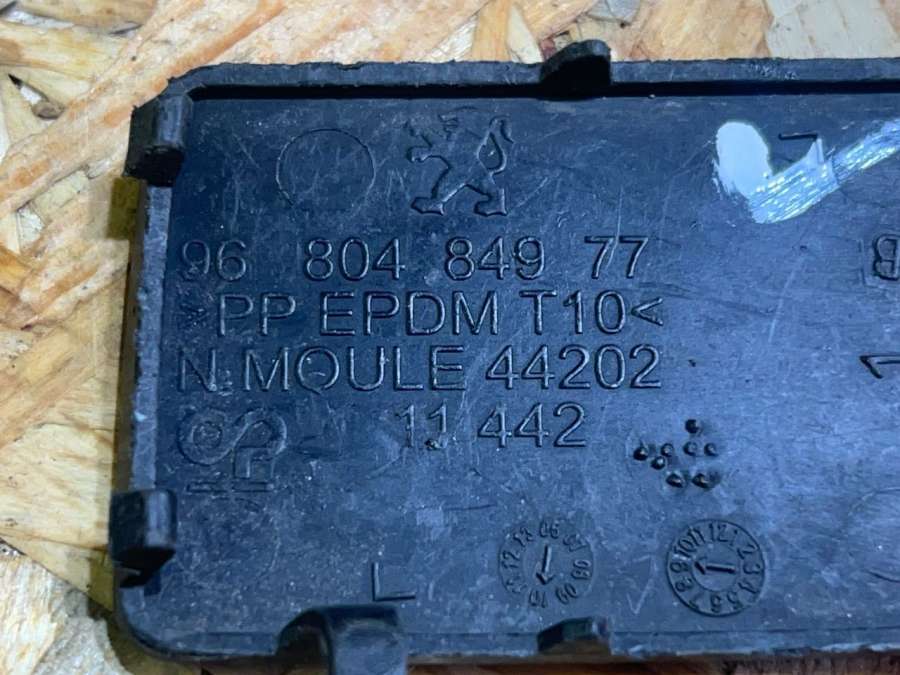 96 804 849 77
>PP EPDM T10<
N.MOULE 44202
11 442
L